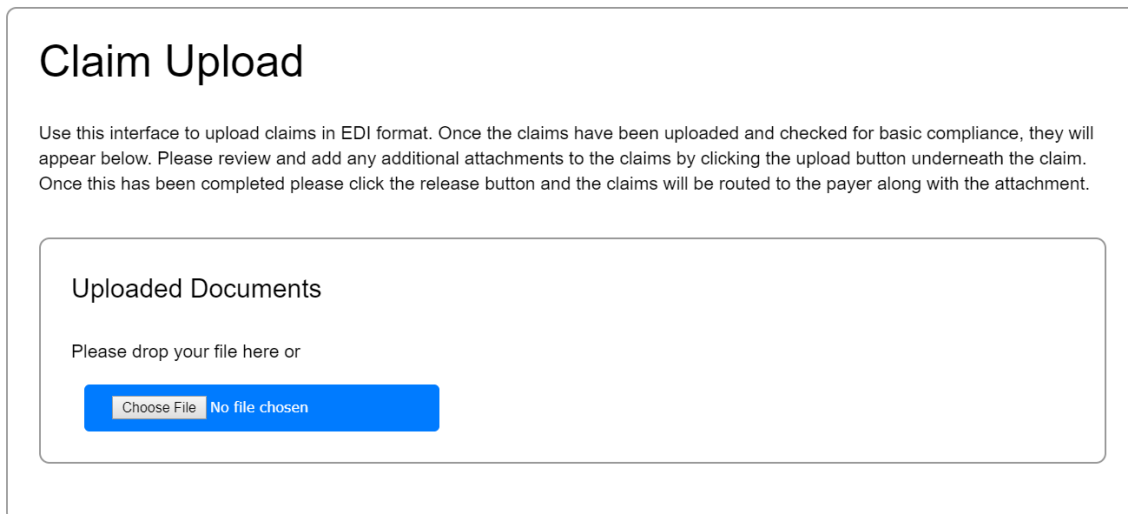 Claim Upload
Use this interface to upload claims in EDI format. Once the claims have been uploaded and checked for basic compliance, they will
appear below. Please review and add any additional attachments to the claims by clicking the upload button underneath the claim.
Once this has been completed please click the release button and the claims will be routed to the payer along with the attachment.
Uploaded Documents
Please drop your file here or
Choose File No file chosen